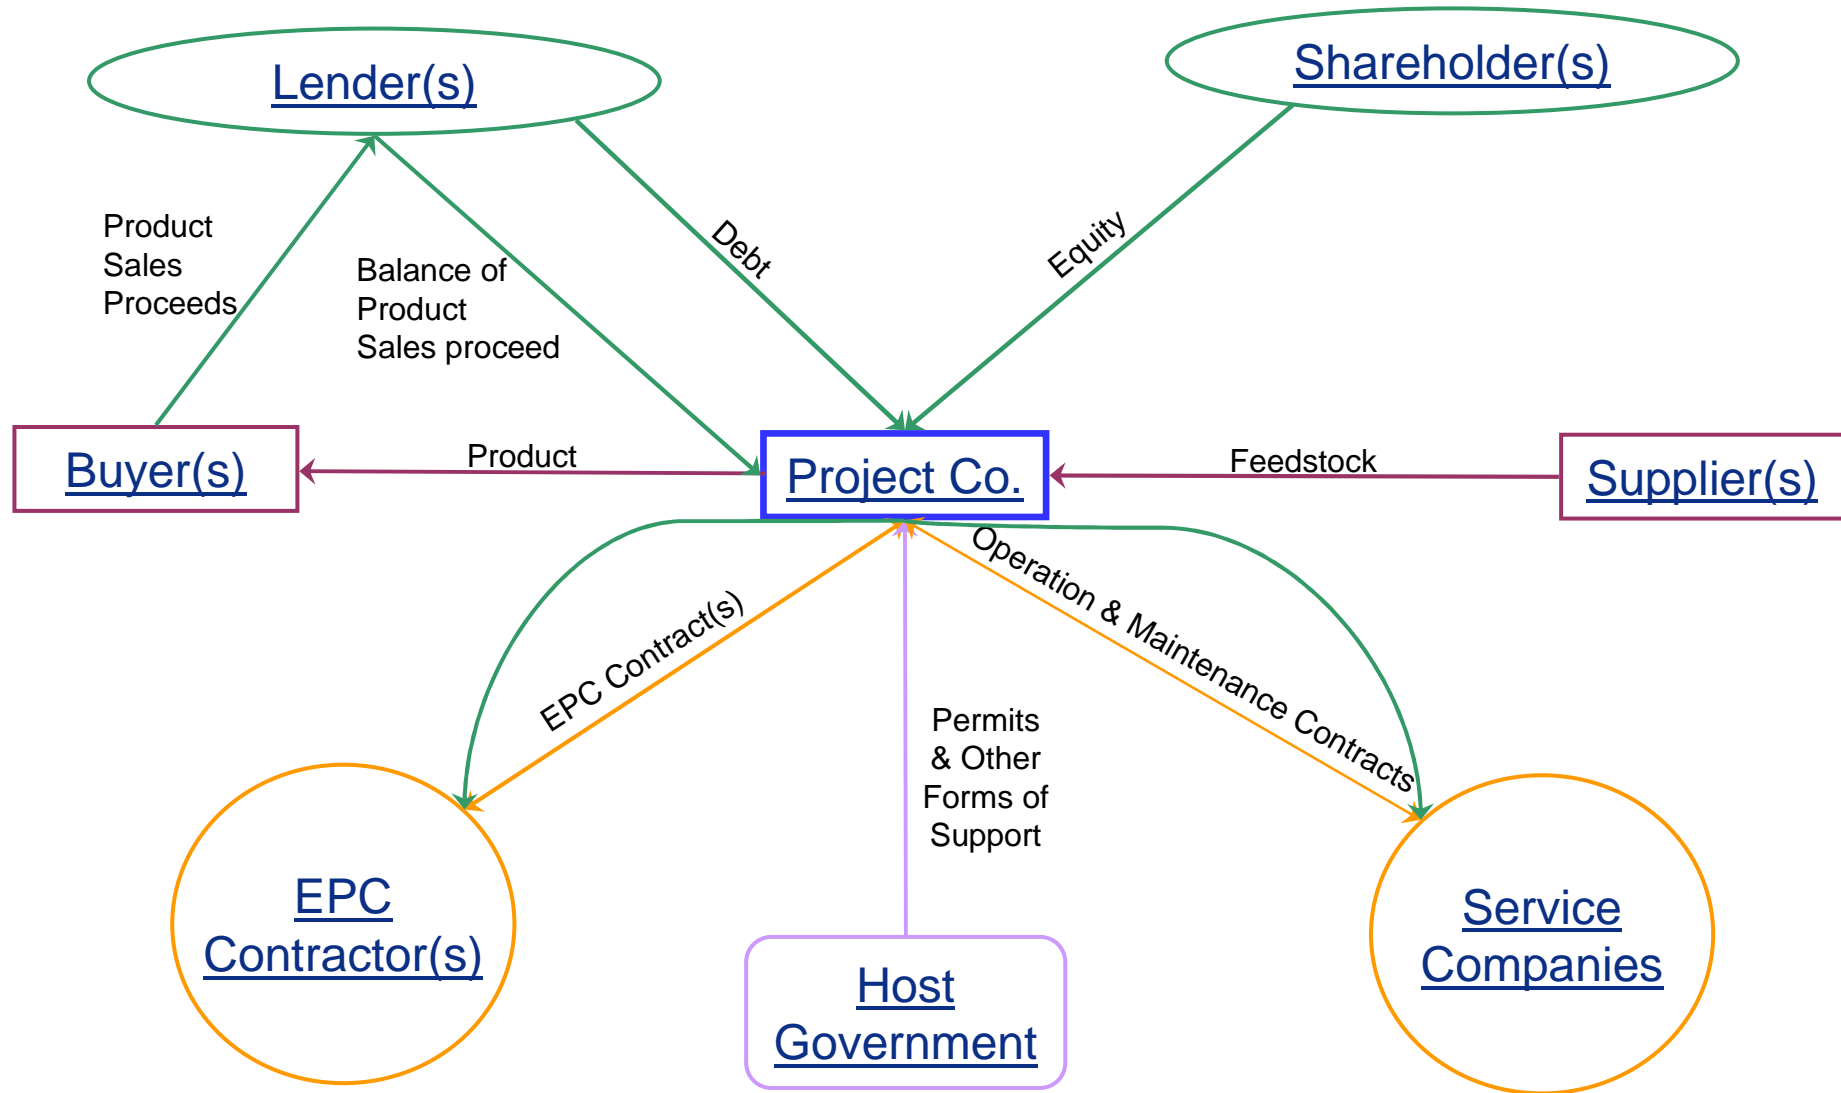 Lender(s)
Shareholder(s)
Product
Sales
Proceeds
Balance of
Product
Sales proceed
Debt
Equity
Buyer(s)
Product
Project Co.
Feedstock
Supplier(s)
EPC Contract(s)
Operation & Maintenance Contracts
Permits
& Other
Forms of
Support
EPC
Contractor(s)
Host
Government
Service
Companies